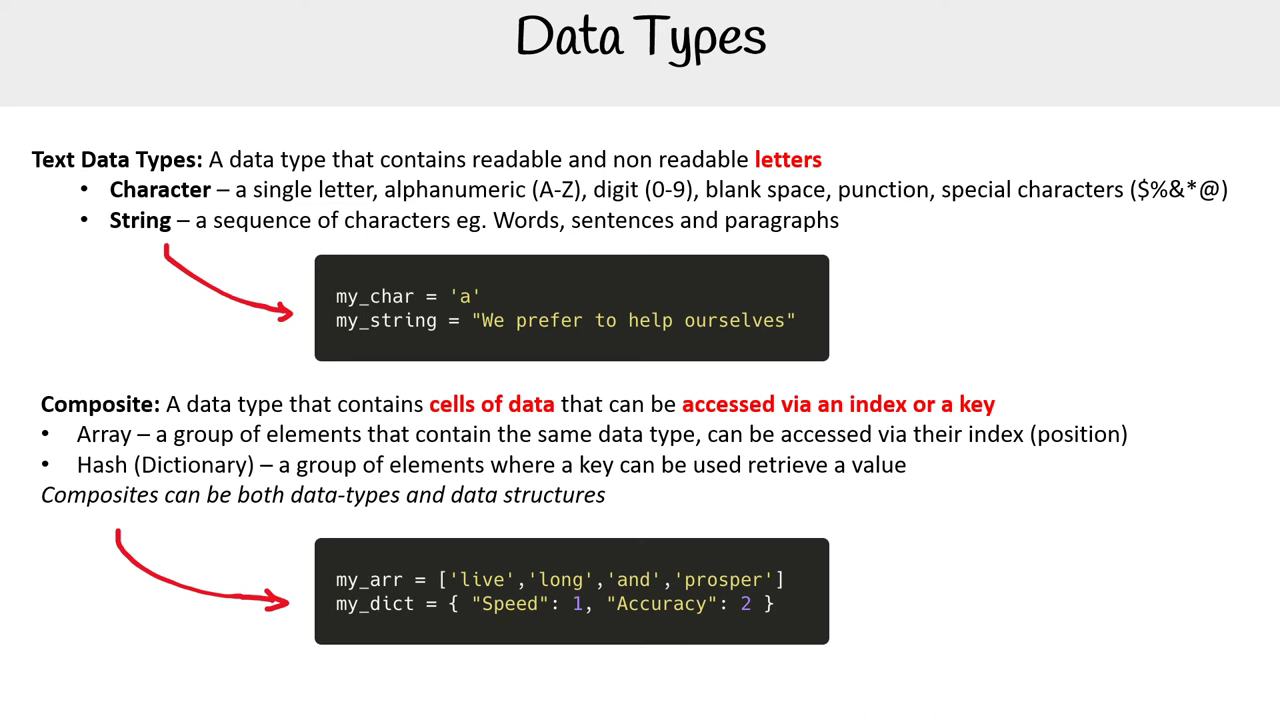 Data Types
Text Data Types: A data type that contains readable and non readable letters
• Character – a single letter, alphanumeric (A-Z), digit (0-9), blank space, punction, special characters ($%&*@)
• String – a sequence of characters eg. Words, sentences and paragraphs
my_char = 'a'
my_string = "We prefer to help ourselves"
Composite: A data type that contains cells of data that can be accessed via an index or a key
• Array – a group of elements that contain the same data type, can be accessed via their index (position)
• Hash (Dictionary) – a group of elements where a key can be used retrieve a value
Composites can be both data-types and data structures
my_arr = ['live','long','and','prosper']
my_dict = { "Speed": 1, "Accuracy": 2 }